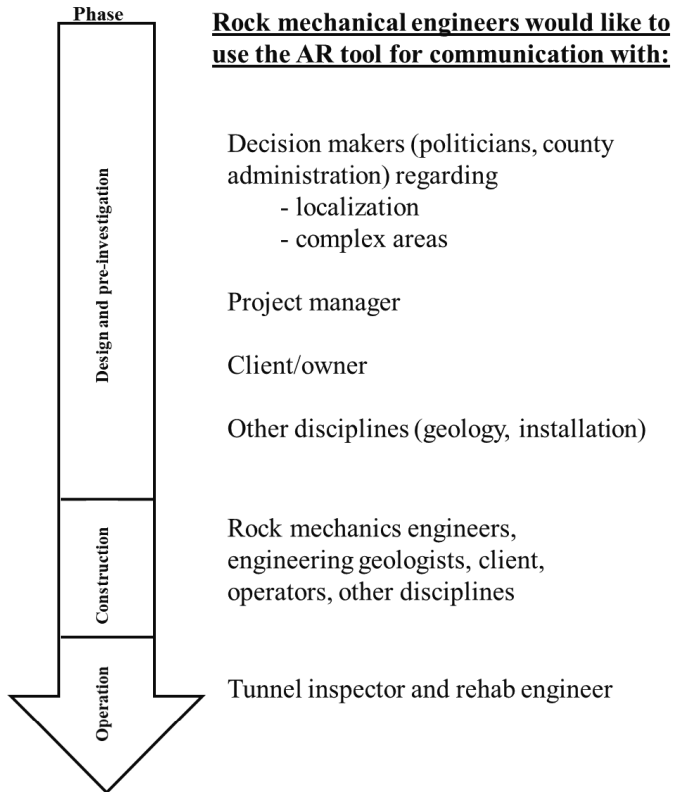 Phase
Rock mechanical engineers would like to
use the AR tool for communication with:
Design and pre-investigation
Decision makers (politicians, county
administration) regarding
- localization
- complex areas
Project manager
Client/owner
Other disciplines (geology, installation)
Construction
Rock mechanics engineers,
engineering geologists, client,
operators, other disciplines
Operation
Tunnel inspector and rehab engineer